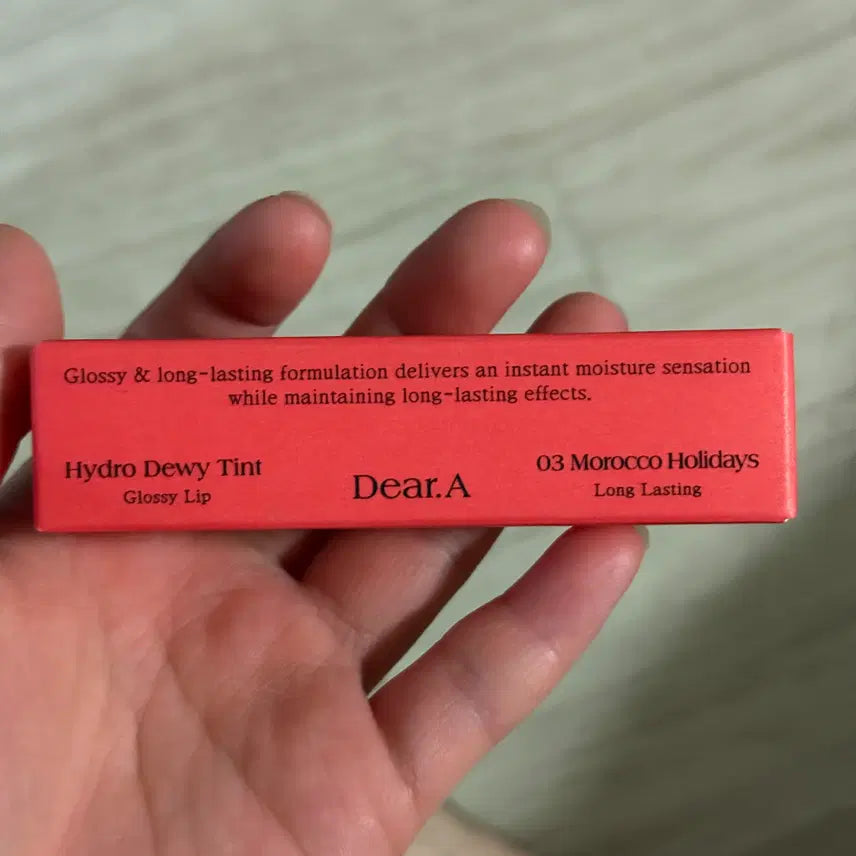 Glossy & long-lasting formulation delivers an instant moisture sensation
while maintaining long-lasting effects.
Hydro Dewy Tint
Glossy Lip
Dear.A
03 Morocco Holidays
Long Lasting